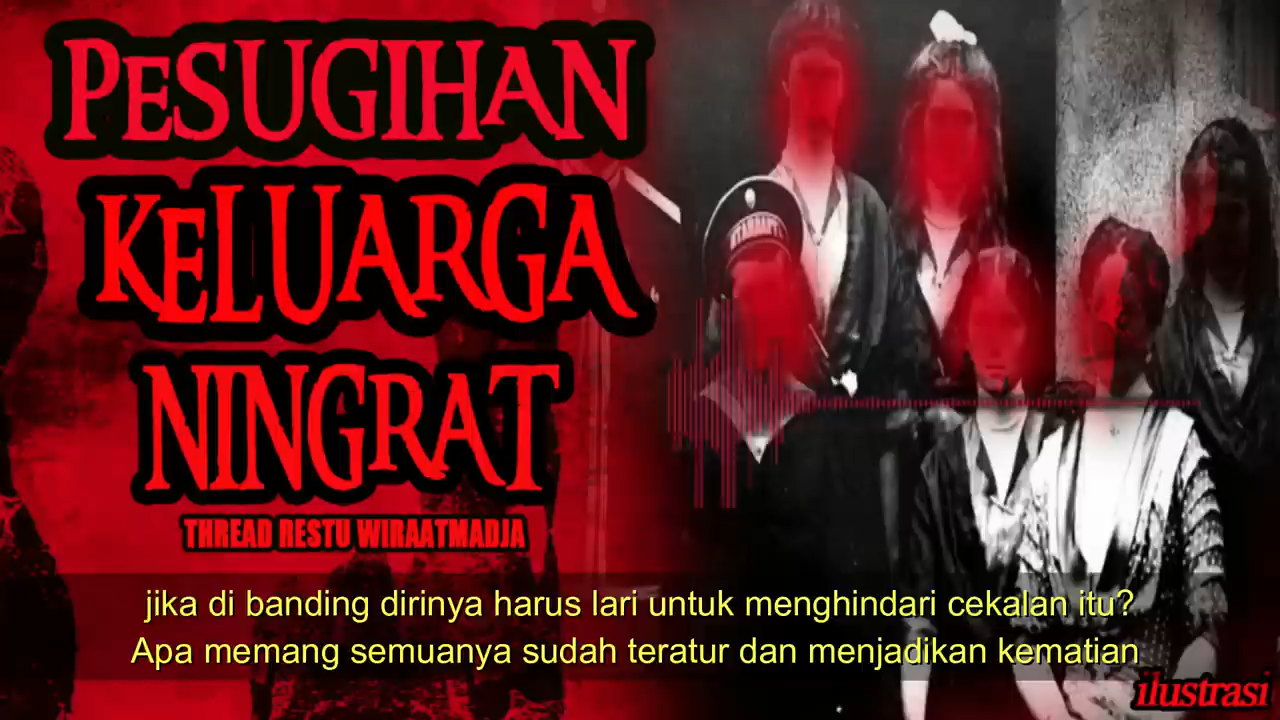 PESUGIHAN
KELUARGA
NINGRAT
THREAD RESTU WIRAATMADJA
jika di banding dirinya harus lari untuk menghindari cekalan itu?
Apa memang semuanya sudah teratur dan menjadikan kematian
ilustrasi